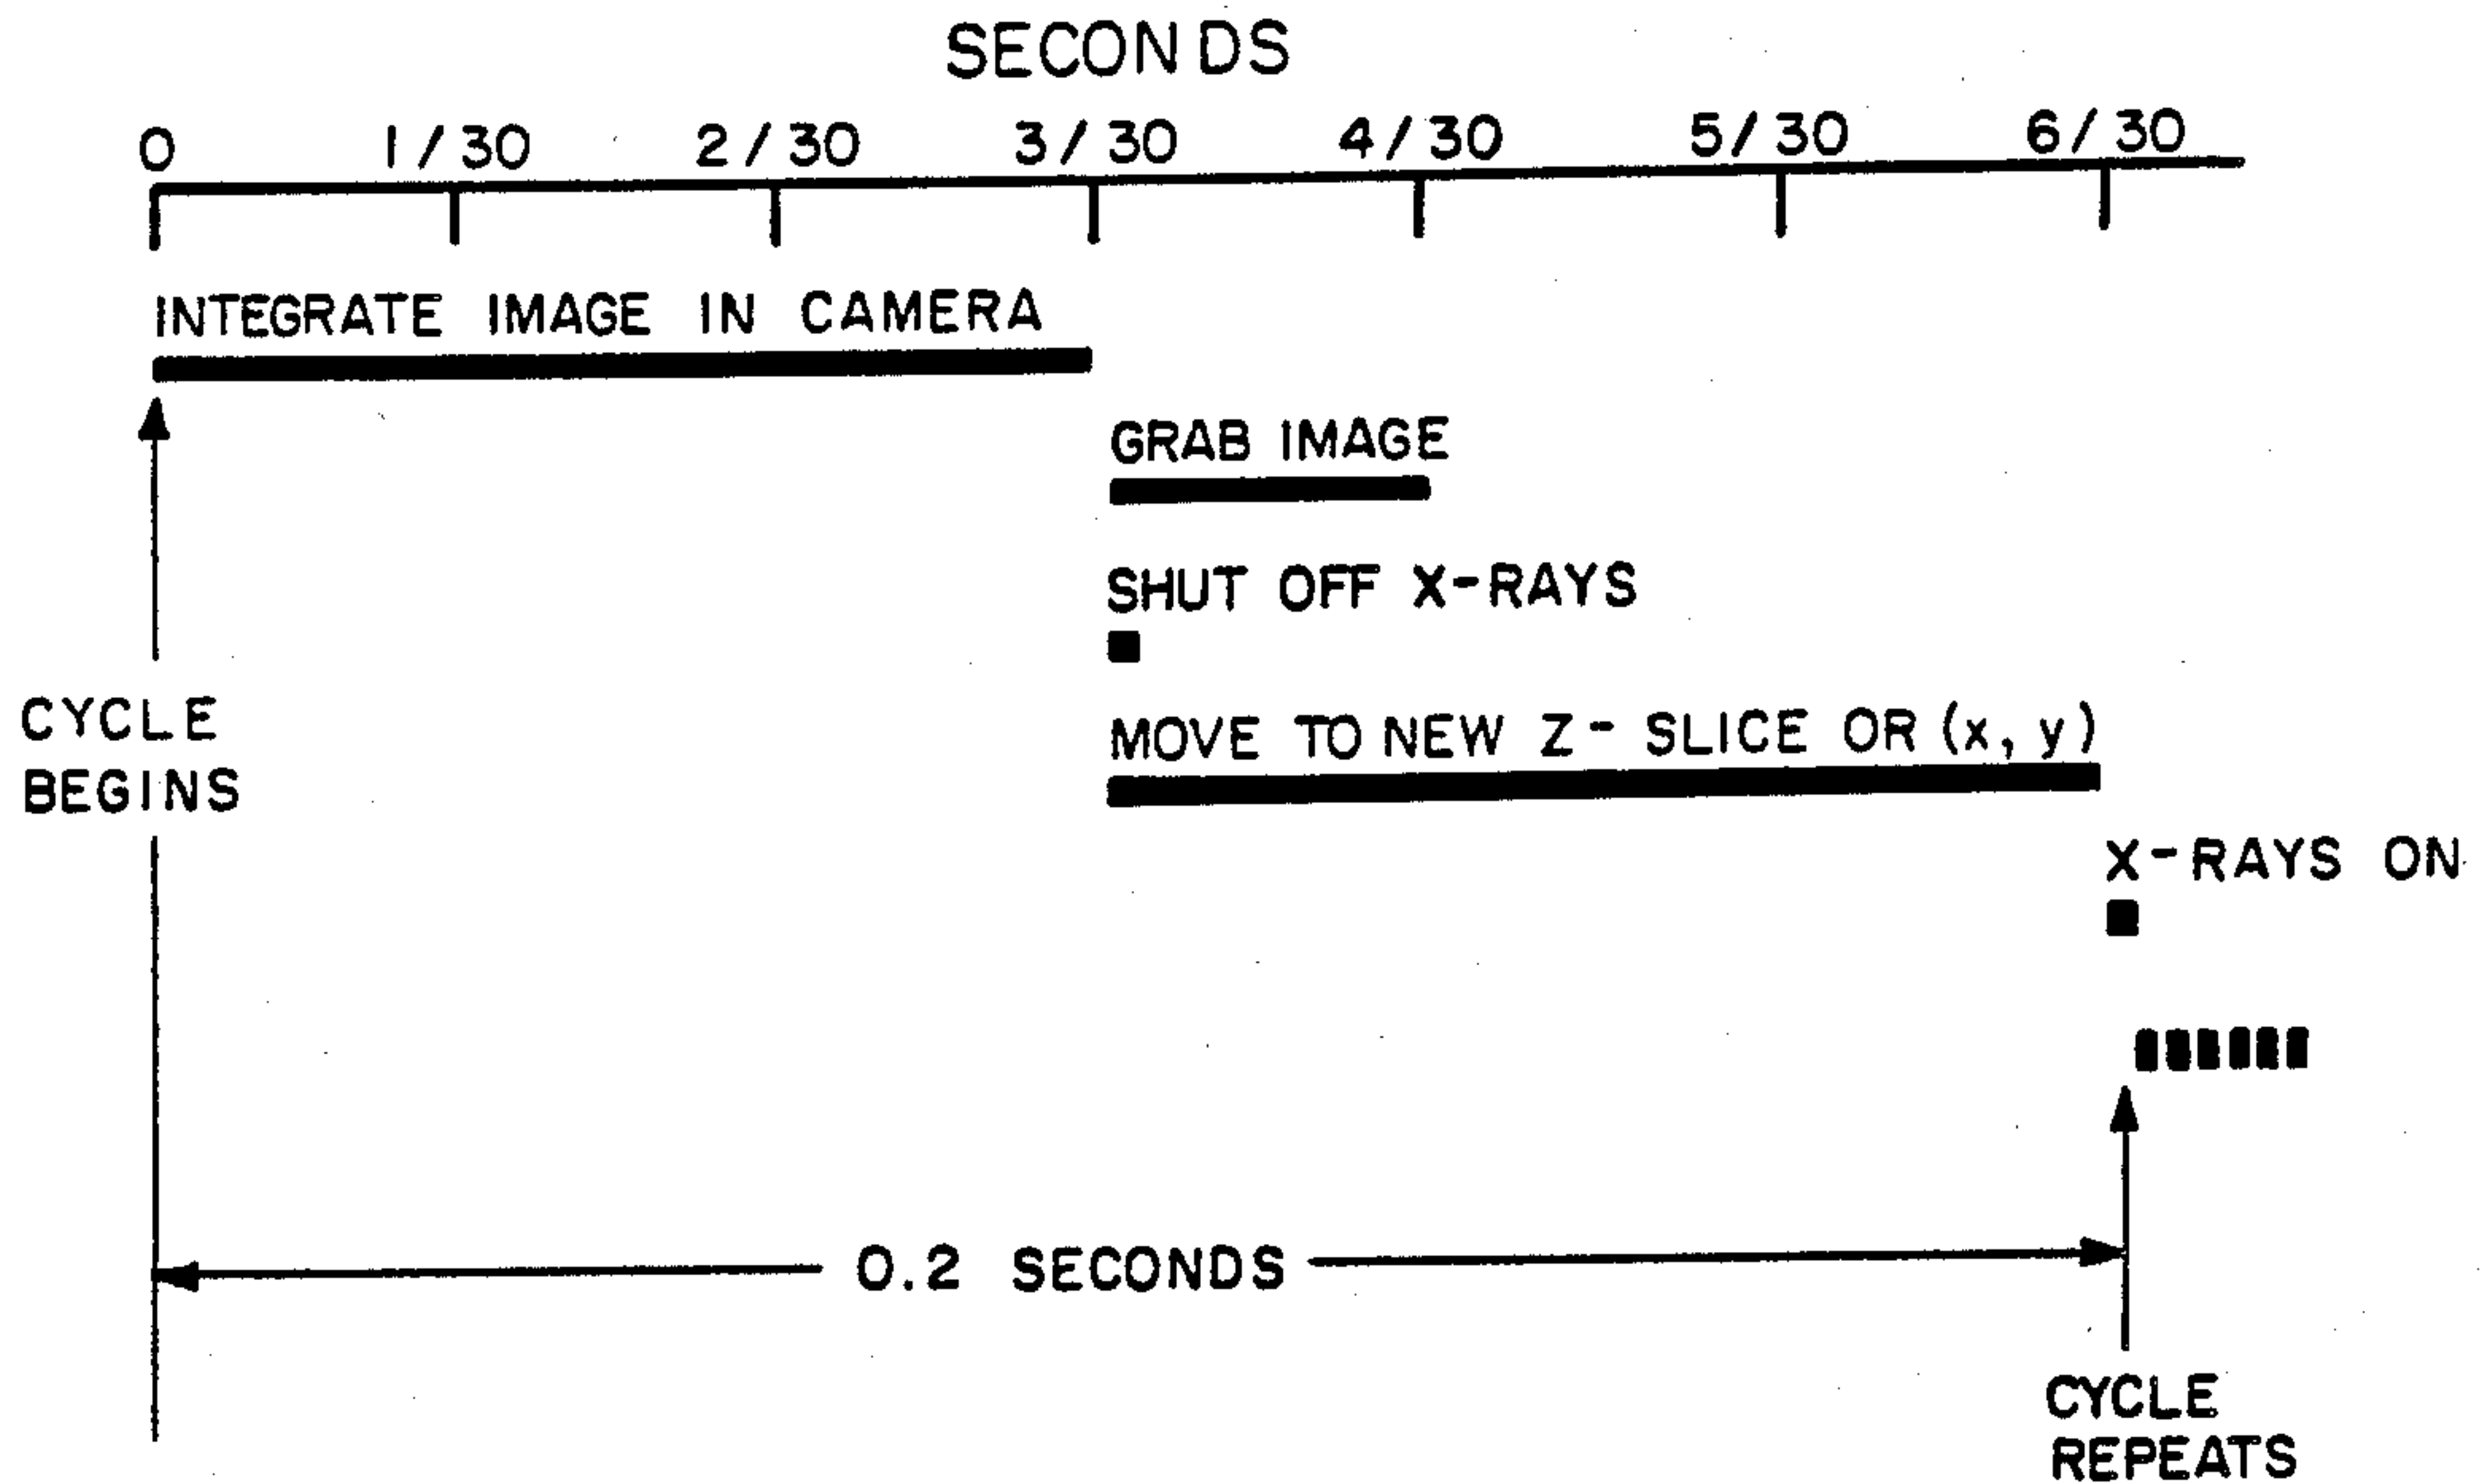 SECONDS
0 1/30 2/30 3/30 4/30 5/30 6/30
INTEGRATE IMAGE IN CAMERA
GRAB IMAGE
SHUT OFF X-RAYS
CYCLE
BEGINS
MOVE TO NEW Z- SLICE OR (x, y)
X-RAYS ON
0.2 SECONDS
CYCLE
REPEATS